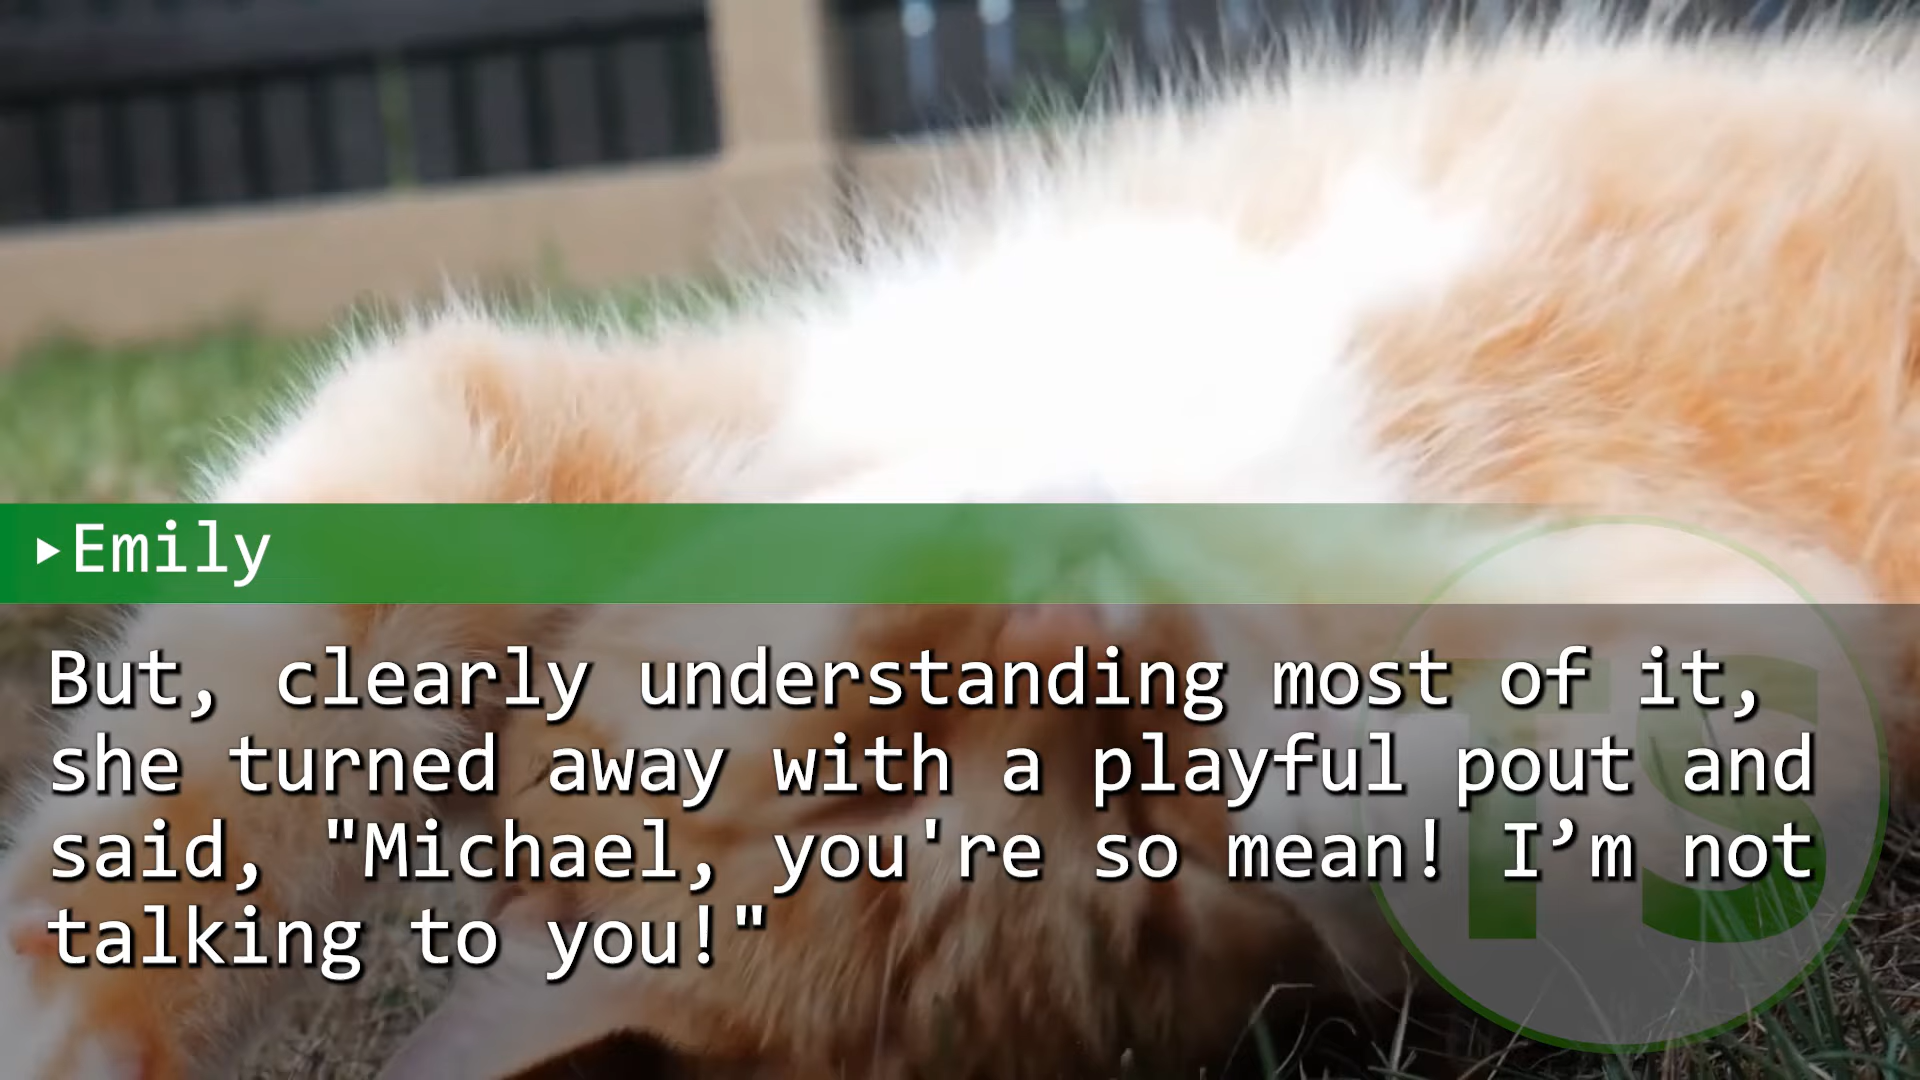 ▶Emily
But, clearly understanding most of it,
she turned away with a playful pout and
said, "Michael, you're so mean! I’m not
talking to you!"
TS